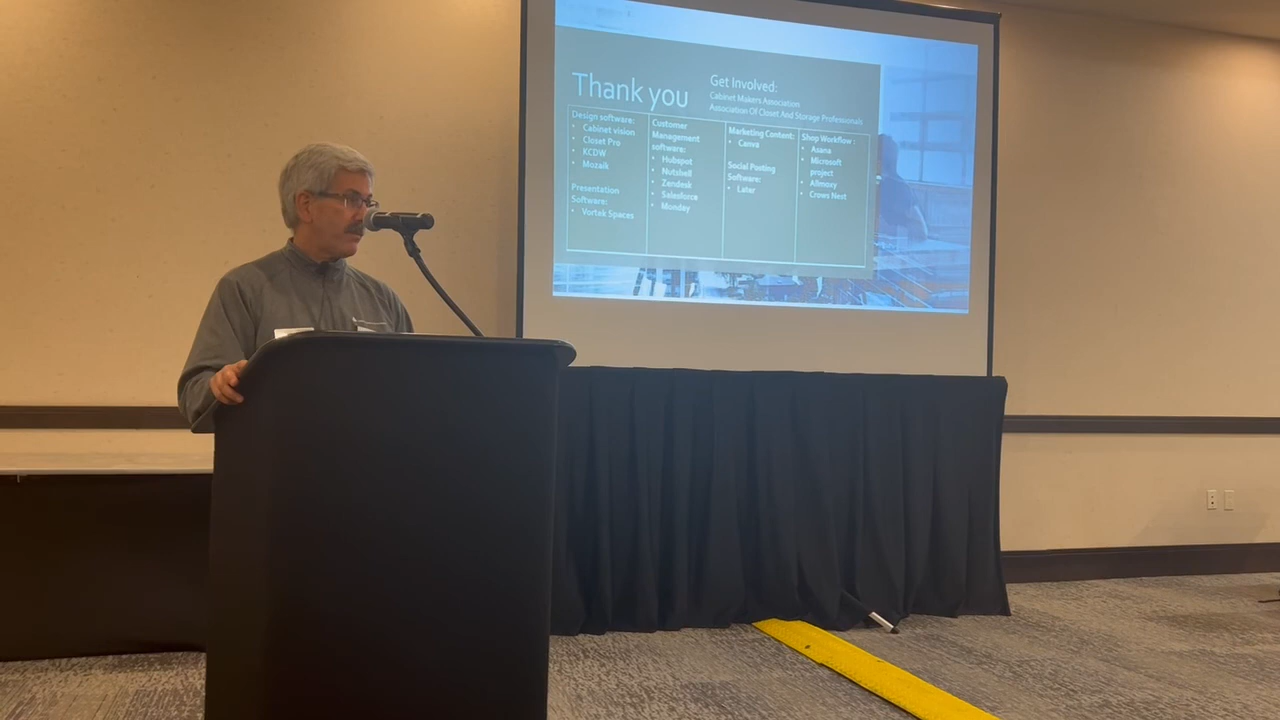 Thank you
Get Involved:
Cabinet Makers Association
Association Of Closet And Storage Professionals
Design software:
• Cabinet vision
• Closet Pro
• KCDW
• Mozaik
Presentation
Software:
• Vortek Spaces
Customer
Management
software:
• Hubspot
• Nutshell
• Zendesk
• Salesforce
• Monday
Marketing Content:
• Canva
Social Posting
Software:
• Later
Shop Workflow :
• Asana
• Microsoft
project
• Allmoxy
• Crows Nest